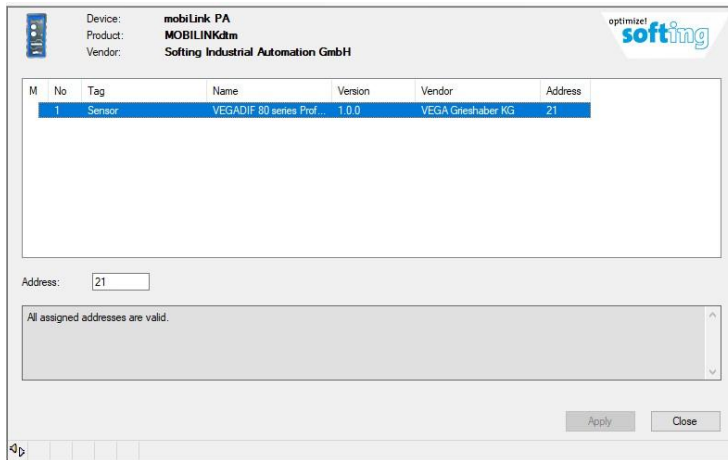 Device: mobiLink PA
Product: MOBILINKdtm
Vendor: Softing Industrial Automation GmbH
optimize!
softing
M No Tag Name Version Vendor Address
1 Sensor VEGADIF 80 series Prof... 1.0.0 VEGA Grieshaber KG 21
Address: 21
All assigned addresses are valid.
Apply Close